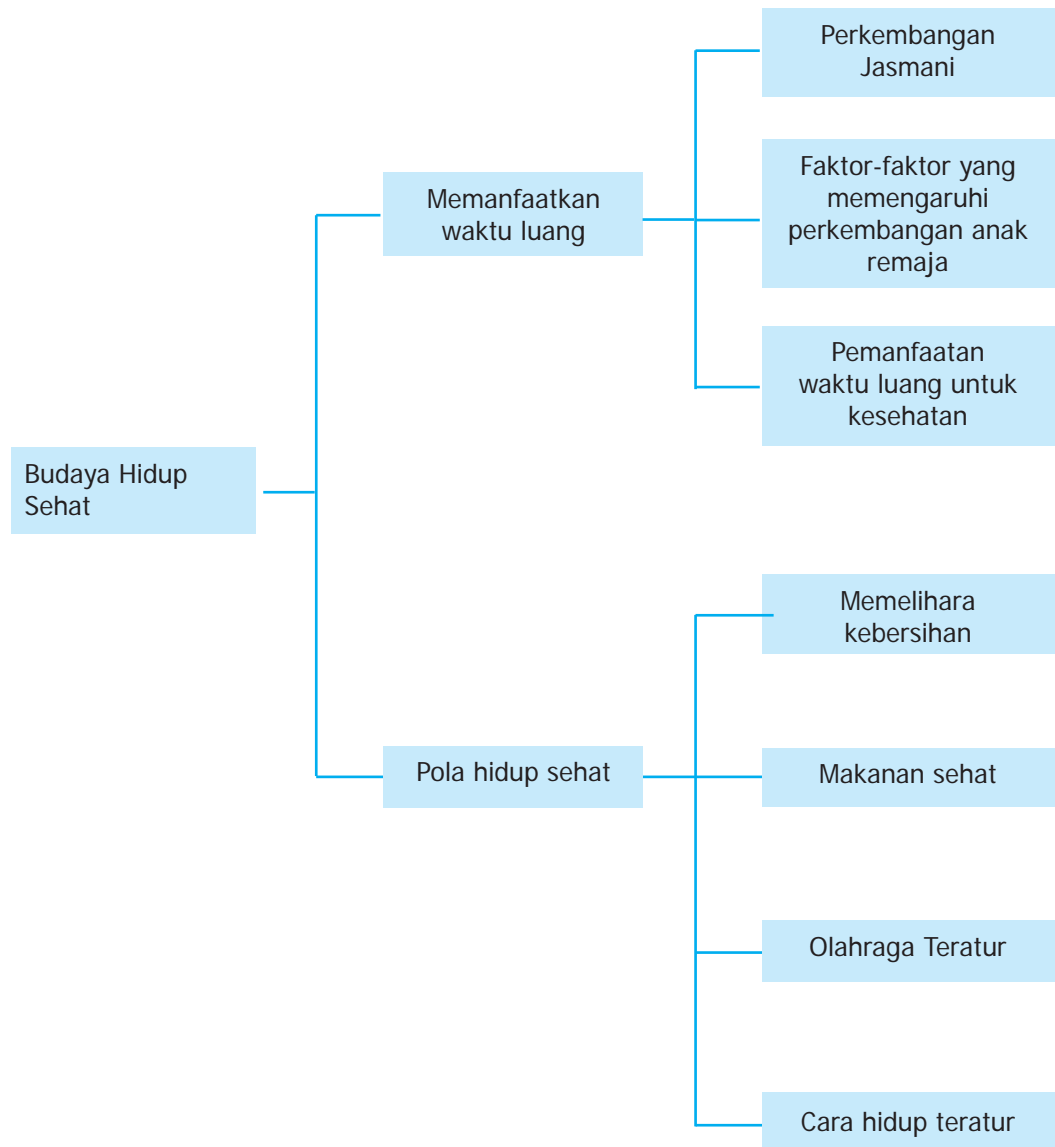 Budaya Hidup
Sehat
Memanfaatkan
waktu luang
Perkembangan
Jasmani
Faktor-faktor yang
memengaruhi
perkembangan anak
remaja
Pemanfaatan
waktu luang untuk
kesehatan
Pola hidup sehat
Memelihara
kebersihan
Makanan sehat
Olahraga Teratur
Cara hidup teratur